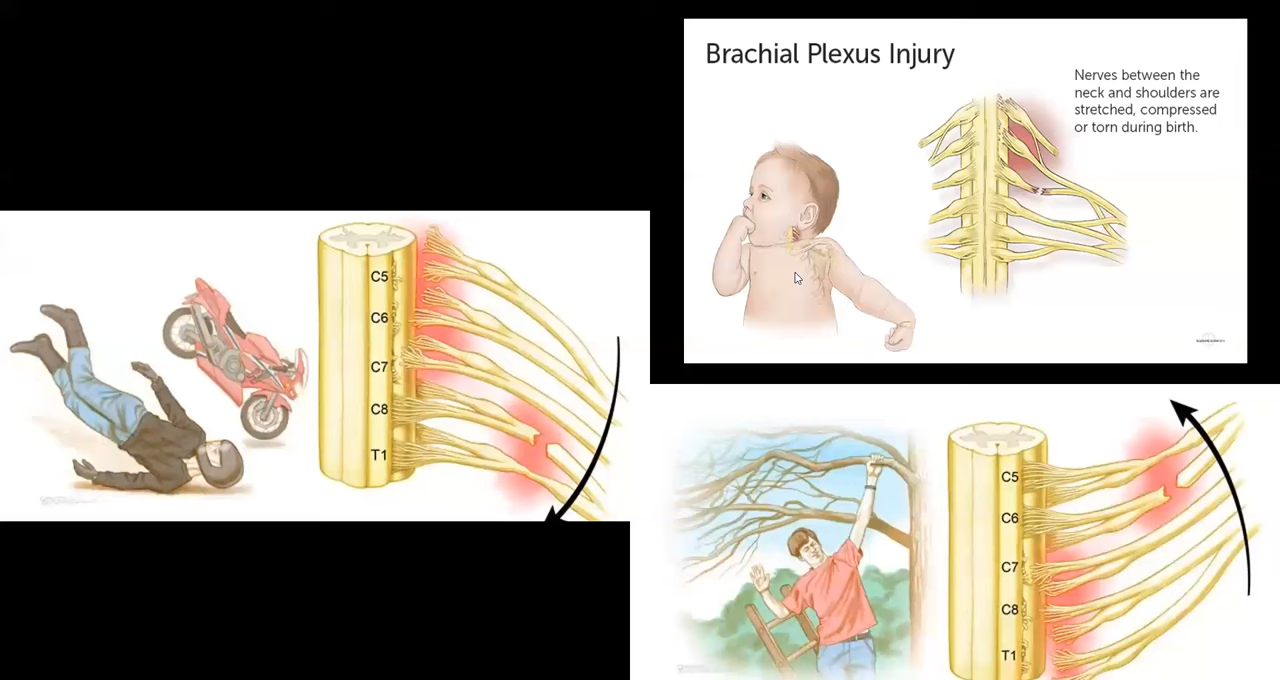 Brachial Plexus Injury
Nerves between the
neck and shoulders are
stretched, compressed
or torn during birth.
C5
C6
C7
C8
T1
C5
C6
C7
C8
T1